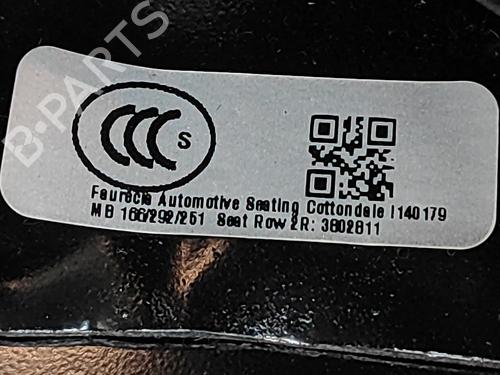 B-PARTS
CCC S
Faurecia Automotive Seating Cottondale I140179
MB 166/292/251 Seat Row 2R: 3802811